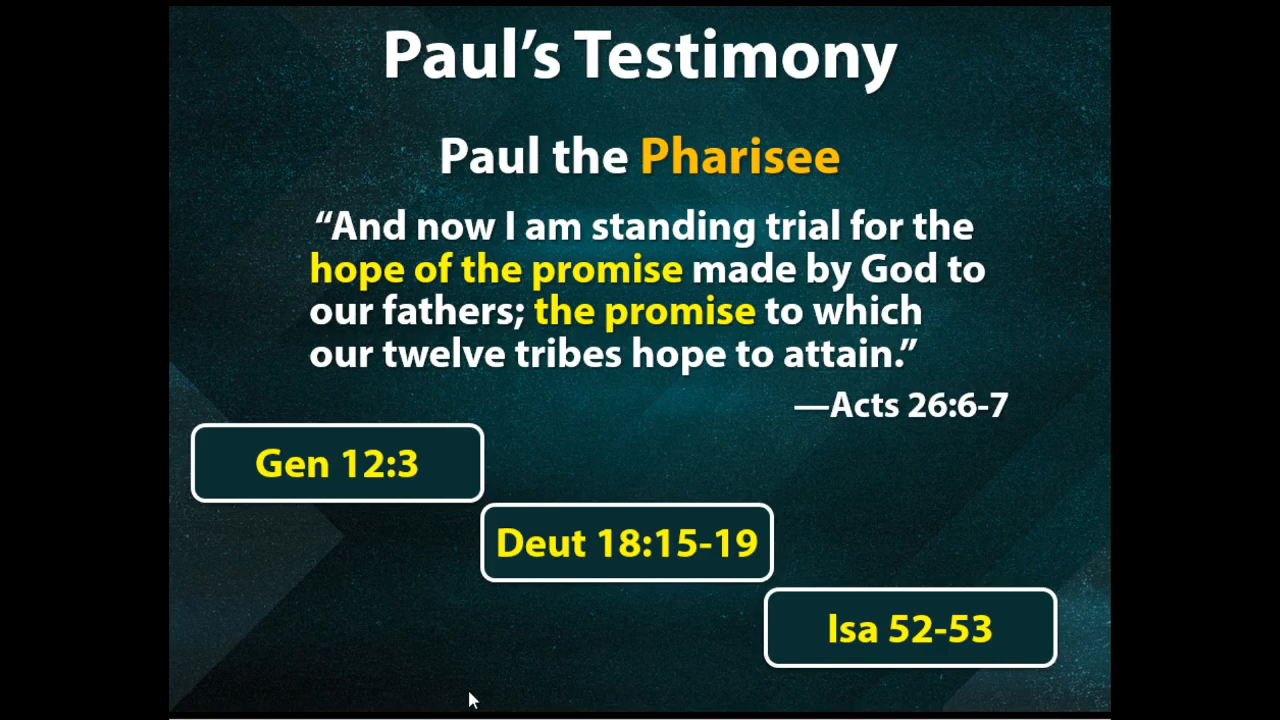 Paul’s Testimony
Paul the Pharisee
“And now I am standing trial for the
hope of the promise made by God to
our fathers; the promise to which
our twelve tribes hope to attain.”
—Acts 26:6-7
Gen 12:3
Deut 18:15-19
Isa 52-53